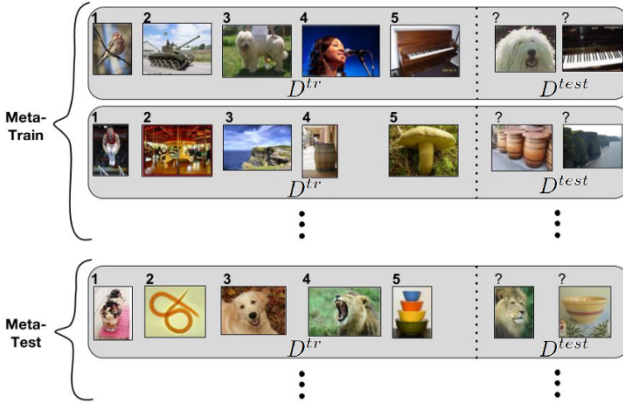 1 2 3 4 5 ? ?
D^{tr} D^{test}
Meta-
Train
1 2 3 4 5 ? ?
D^{tr} D^{test}
1 2 3 4 5 ? ?
Meta-
Test
D^{tr} D^{test}